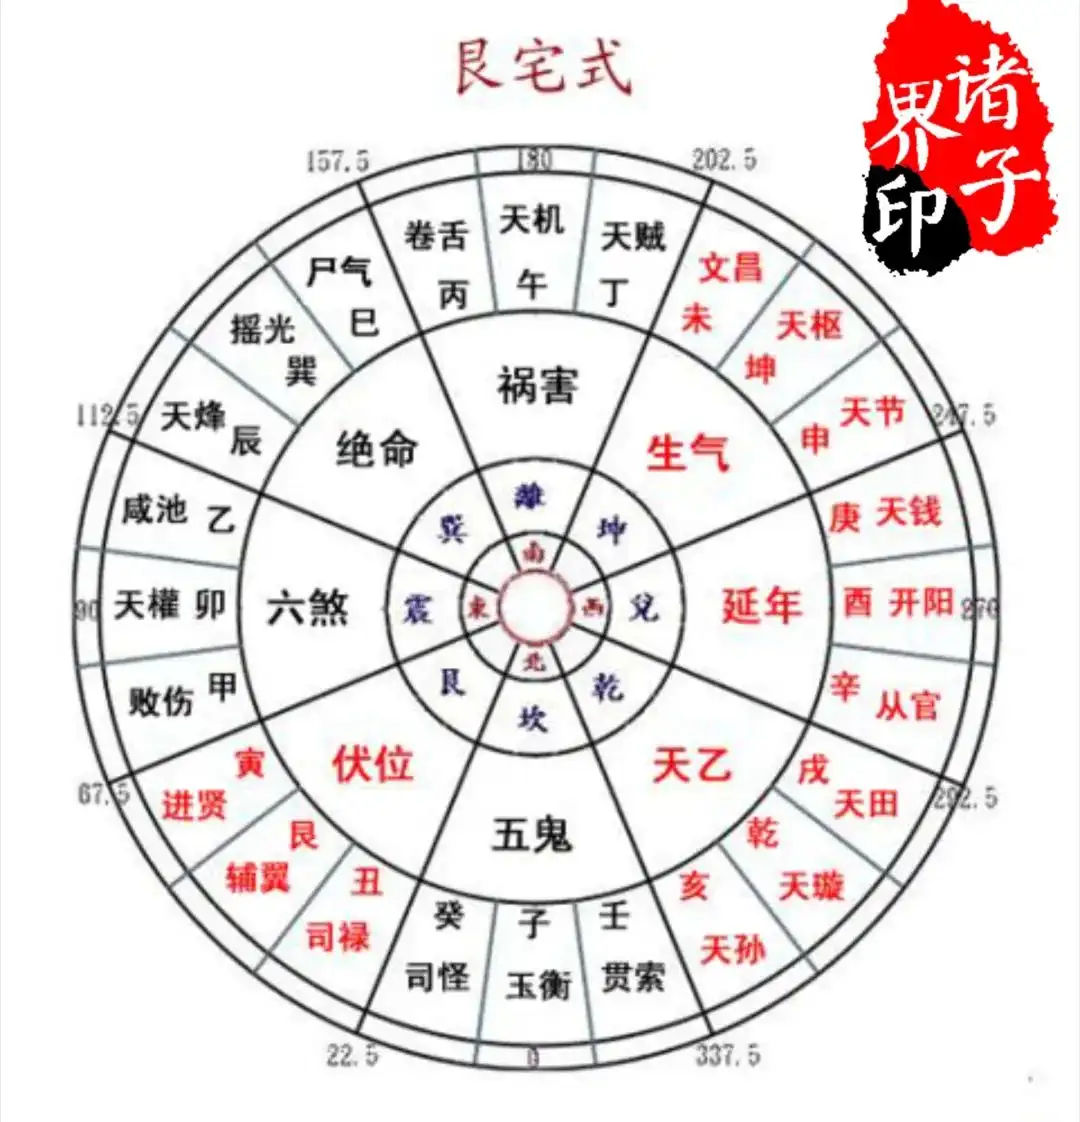 艮宅式
诸子
界印
157.5
180
202.5
卷舌
天机
天贼
丙
午
丁
尸气
巳
文昌
未
摇光
巽
天枢
坤
天烽
辰
天节
申
112.5
247.5
祸害
绝命
生气
咸池 乙
庚 天钱
離
巽
坤
南
90
天權 卯
六煞
震
東
西
兌
延年
酉 开阳
270
北
艮
乾
坎
败伤 甲
辛 从官
伏位
天乙
五鬼
寅
进贤
戌
天田
67.5
292.5
艮
辅翼
乾
天璇
丑
司禄
亥
天孙
癸
子
壬
司怪
玉衡
贯索
22.5
0
337.5